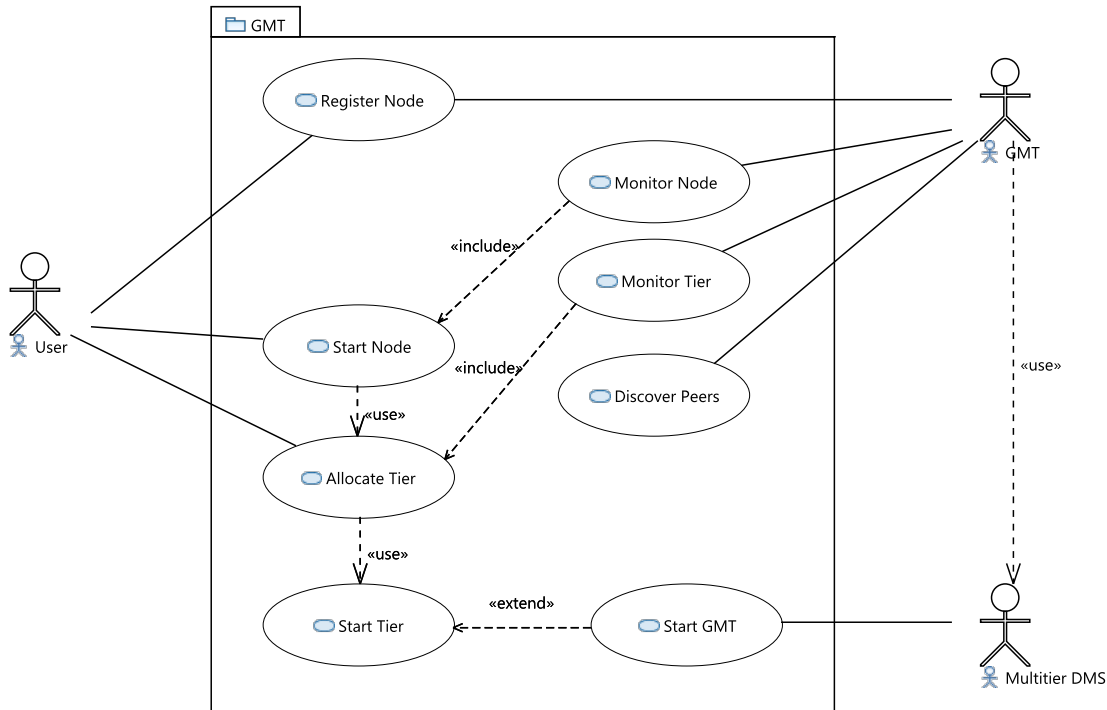 GMT
Register Node
GMT
Monitor Node
«include»
Monitor Tier
User
Start Node
«include»
«use»
Discover Peers
«use»
Allocate Tier
«use»
«extend»
Start Tier
Start GMT
Multitier DMS